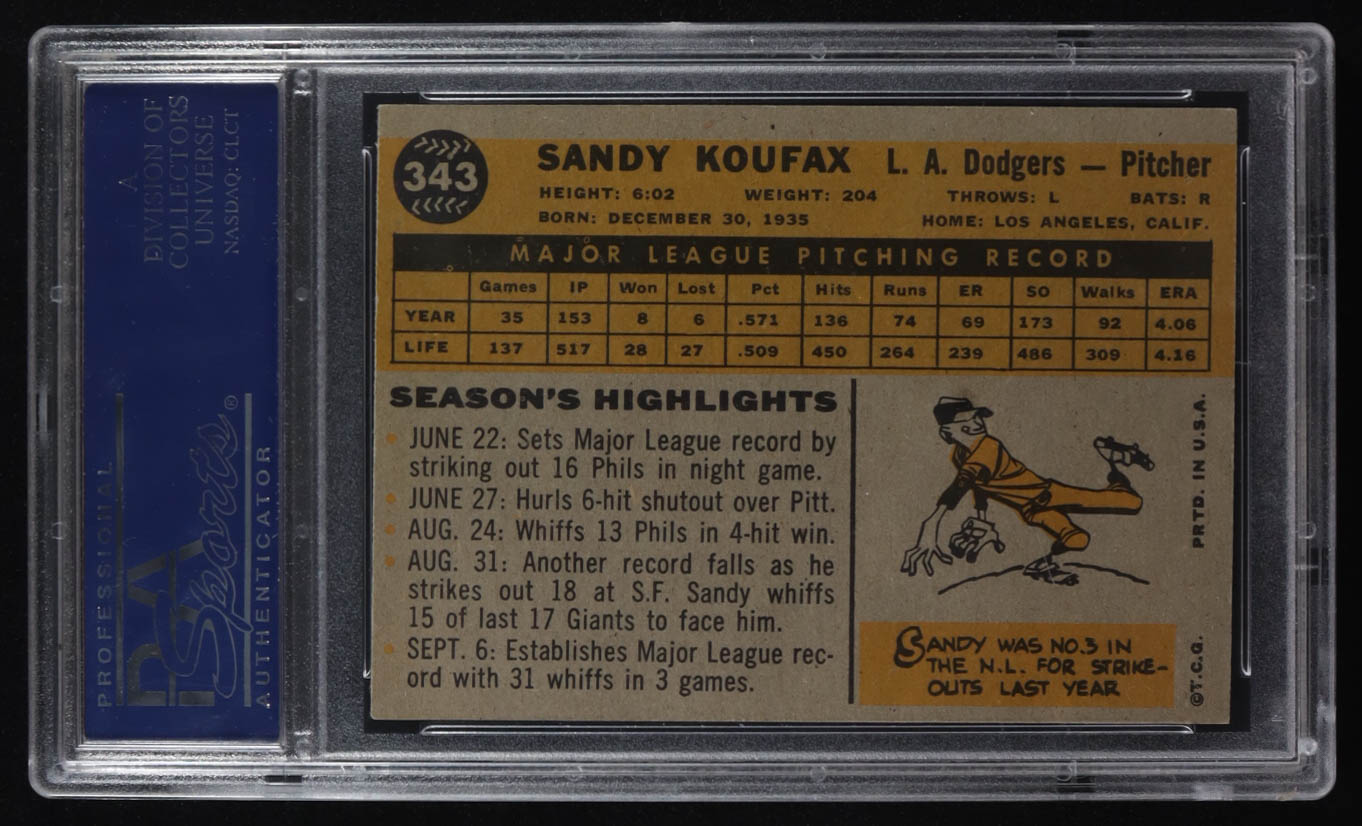 A
DIVISION OF
COLLECTORS
UNIVERSE
NASDAQ: CLCT
PROFESSIONAL
PSA
Sports®
AUTHENTICATOR
343
SANDY KOUFAX L. A. Dodgers — Pitcher
HEIGHT: 6:02 WEIGHT: 204 THROWS: L BATS: R
BORN: DECEMBER 30, 1935 HOME: LOS ANGELES, CALIF.
MAJOR LEAGUE PITCHING RECORD
Games IP Won Lost Pct Hits Runs ER SO Walks ERA
YEAR 35 153 8 6 .571 136 74 69 173 92 4.06
LIFE 137 517 28 27 .509 450 264 239 486 309 4.16
SEASON'S HIGHLIGHTS
• JUNE 22: Sets Major League record by
striking out 16 Phils in night game.
• JUNE 27: Hurls 6-hit shutout over Pitt.
• AUG. 24: Whiffs 13 Phils in 4-hit win.
• AUG. 31: Another record falls as he
strikes out 18 at S.F. Sandy whiffs
15 of last 17 Giants to face him.
• SEPT. 6: Establishes Major League rec-
ord with 31 whiffs in 3 games.
SANDY WAS NO.3 IN
THE N.L. FOR STRIKE-
OUTS LAST YEAR
©T.C.G.
PRTD. IN U.S.A.